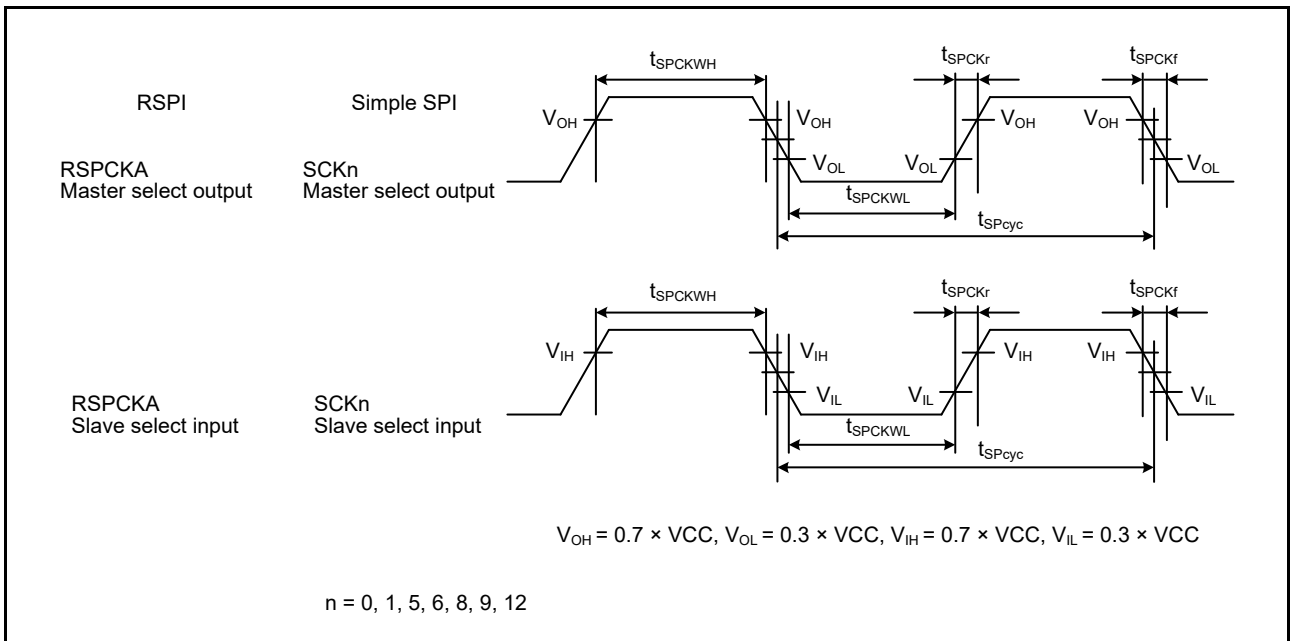 RSPI
Simple SPI
RSPCKA
Master select output
SCKn
Master select output
tSPCKWH
tSPCKr
tSPCKf
VOH
VOH
VOH
VOH
VOL
VOL
VOL
tSPCKWL
tSPcyc
RSPCKA
Slave select input
SCKn
Slave select input
tSPCKWH
tSPCKr
tSPCKf
VIH
VIH
VIH
VIH
VIL
VIL
VIL
tSPCKWL
tSPcyc
VOH = 0.7 × VCC, VOL = 0.3 × VCC, VIH = 0.7 × VCC, VIL = 0.3 × VCC
n = 0, 1, 5, 6, 8, 9, 12